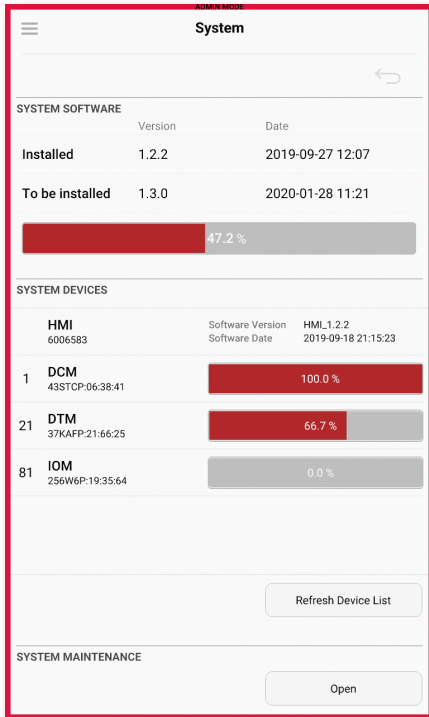 ADMIN MODE
System
SYSTEM SOFTWARE
Version Date
Installed 1.2.2 2019-09-27 12:07
To be installed 1.3.0 2020-01-28 11:21
47.2 %
SYSTEM DEVICES
HMI Software Version HMI_1.2.2
6006583 Software Date 2019-09-18 21:15:23
1 DCM 100.0 %
43STCP:06:38:41
21 DTM 66.7 %
37KAFP:21:66:25
81 IOM 0.0 %
256W6P:19:35:64
Refresh Device List
SYSTEM MAINTENANCE
Open